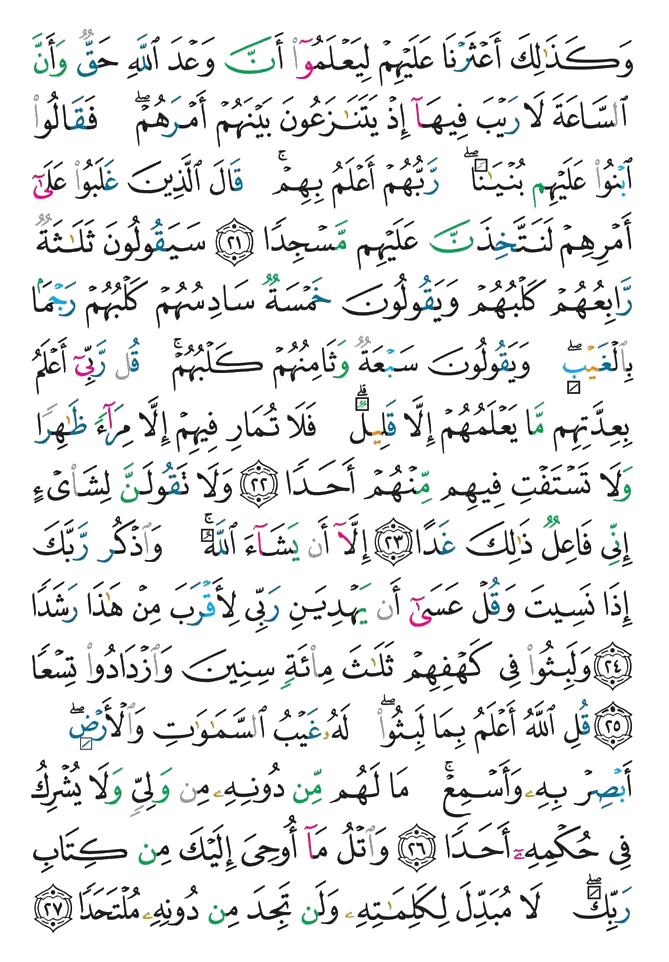 وَكَذَٰلِكَ أَعْثَرْنَا عَلَيْهِمْ لِيَعْلَمُوٓا۟ أَنَّ وَعْدَ ٱللَّهِ حَقٌّ وَأَنَّ
ٱلسَّاعَةَ لَا رَيْبَ فِيهَآ إِذْ يَتَنَٰزَعُونَ بَيْنَهُمْ أَمْرَهُمْ ۖ فَقَالُوا۟
ٱبْنُوا۟ عَلَيْهِم بُنْيَٰنًا ۖ رَّبُّهُمْ أَعْلَمُ بِهِمْ ۚ قَالَ ٱلَّذِينَ غَلَبُوا۟ عَلَىٰٓ
أَمْرِهِمْ لَنَتَّخِذَنَّ عَلَيْهِم مَّسْجِدًا ٢١ سَيَقُولُونَ ثَلَٰثَةٌ
رَّابِعُهُمْ كَلْبُهُمْ وَيَقُولُونَ خَمْسَةٌ سَادِسُهُمْ كَلْبُهُمْ رَجْمًۢا
بِٱلْغَيْبِ ۖ وَيَقُولُونَ سَبْعَةٌ وَثَامِنُهُمْ كَلْبُهُمْ ۚ قُل رَّبِّىٓ أَعْلَمُ
بِعِدَّتِهِم مَّا يَعْلَمُهُمْ إِلَّا قَلِيلٌ ۗ فَلَا تُمَارِ فِيهِمْ إِلَّا مِرَآءً ظَٰهِرًا
وَلَا تَسْتَفْتِ فِيهِم مِّنْهُمْ أَحَدًا ٢٢ وَلَا تَقُولَنَّ لِشَا۟ىْءٍ
إِنِّى فَاعِلٌ ذَٰلِكَ غَدًا ٢٣ إِلَّآ أَن يَشَآءَ ٱللَّهُ ۚ وَٱذْكُر رَّبَّكَ
إِذَا نَسِيتَ وَقُلْ عَسَىٰٓ أَن يَهْدِيَنِ رَبِّى لِأَقْرَبَ مِنْ هَٰذَا رَشَدًا
٢٤ وَلَبِثُوا۟ فِى كَهْفِهِمْ ثَلَٰثَ مِا۟ئَةٍ سِنِينَ وَٱزْدَادُوا۟ تِسْعًا
٢٥ قُلِ ٱللَّهُ أَعْلَمُ بِمَا لَبِثُوا۟ ۖ لَهُۥ غَيْبُ ٱلسَّمَٰوَٰتِ وَٱلْأَرْضِ ۖ
أَبْصِرْ بِهِۦ وَأَسْمِعْ ۚ مَا لَهُم مِّن دُونِهِۦ مِن وَلِىٍّ وَلَا يُشْرِكُ
فِى حُكْمِهِۦٓ أَحَدًا ٢٦ وَٱتْلُ مَآ أُوحِىَ إِلَيْكَ مِن كِتَابِ
رَبِّكَ ۖ لَا مُبَدِّلَ لِكَلِمَٰتِهِۦ وَلَن تَجِدَ مِن دُونِهِۦ مُلْتَحَدًا ٢٧